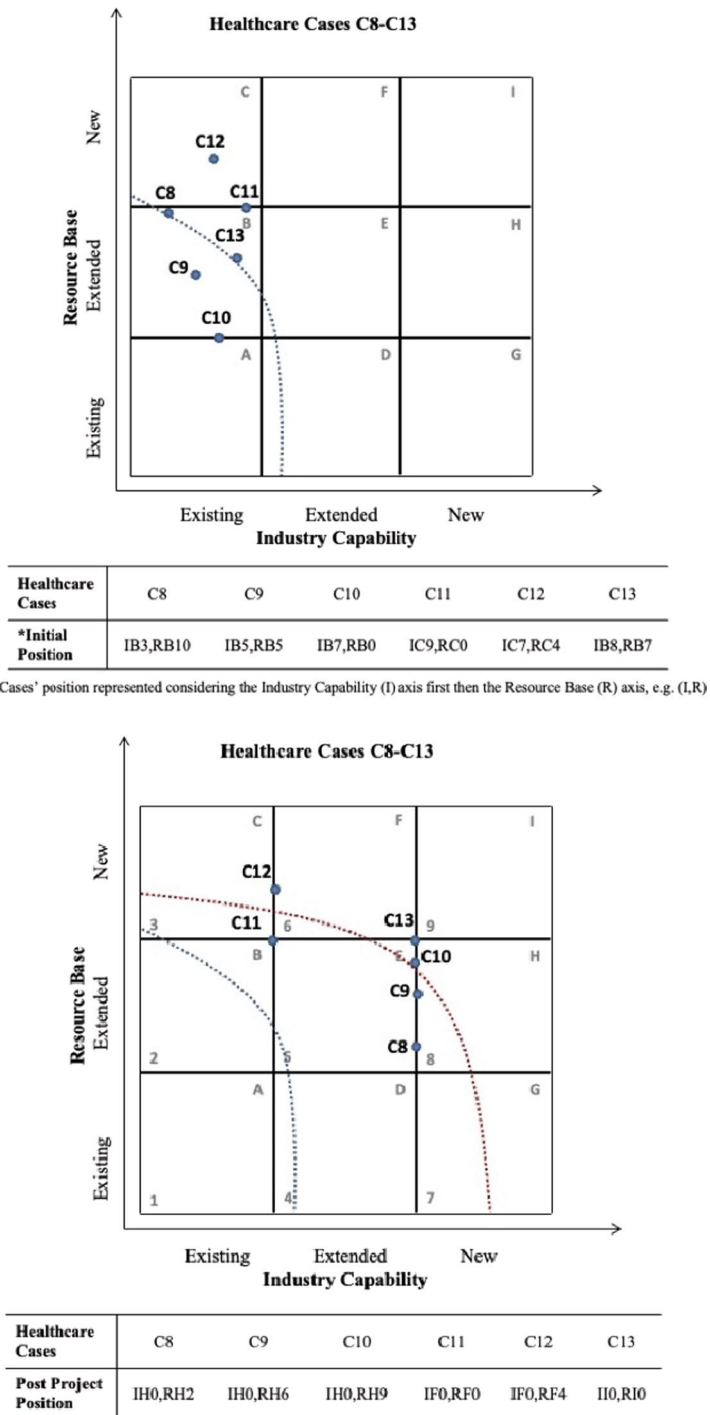 Healthcare Cases C8-C13
C F I
New
C12
C8 C11
B E H
C13
Resource Base
Extended
C9
C10
A D G
Existing
Existing Extended New
Industry Capability
Healthcare Cases C8 C9 C10 C11 C12 C13
*Initial Position IB3,RB10 IB5,RB5 IB7,RB0 IC9,RC0 IC7,RC4 IB8,RB7
Cases' position represented considering the Industry Capability (I) axis first then the Resource Base (R) axis, e.g. (I,R)
Healthcare Cases C8-C13
C F I
New
C12
3 C11 6 C13 9
B E C10 H
Resource Base
Extended
C9
C8
2 5 8
A D G
Existing
1 4 7
Existing Extended New
Industry Capability
Healthcare Cases C8 C9 C10 C11 C12 C13
Post Project Position IH0,RH2 IH0,RH6 IH0,RH9 IF0,RF0 IF0,RF4 II0,RI0